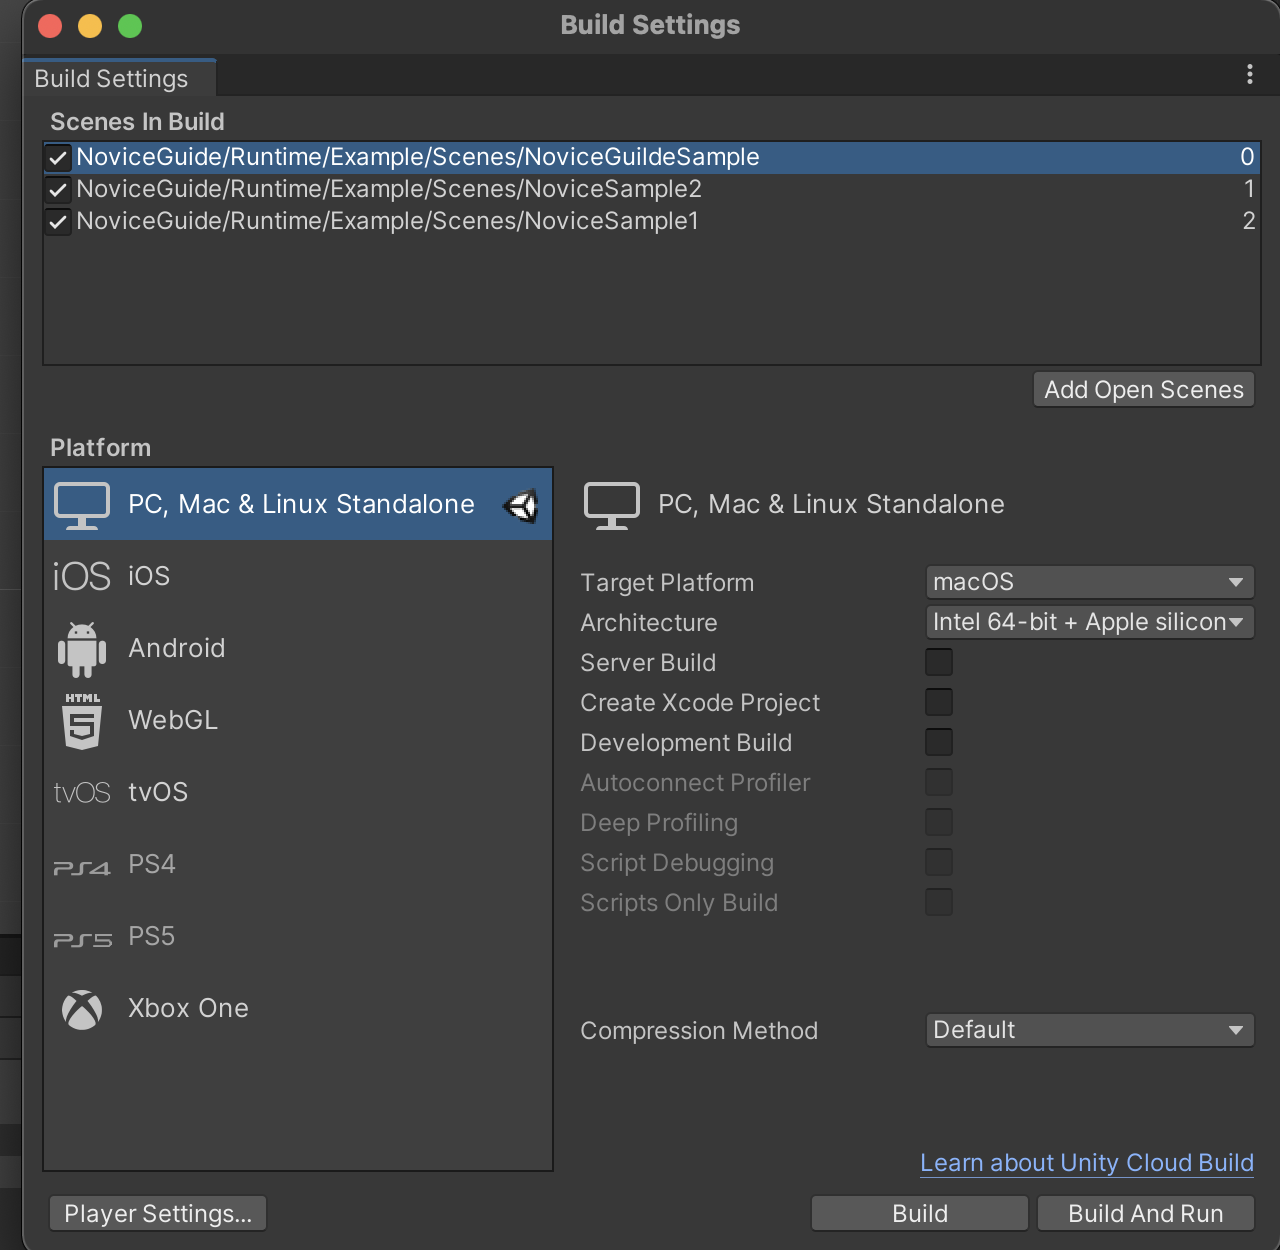 Build Settings
Build Settings
Scenes In Build
NoviceGuide/Runtime/Example/Scenes/NoviceGuildeSample 0
NoviceGuide/Runtime/Example/Scenes/NoviceSample2 1
NoviceGuide/Runtime/Example/Scenes/NoviceSample1 2
Add Open Scenes
Platform
PC, Mac & Linux Standalone
iOS iOS
Android
HTML 5 WebGL
tvOS tvOS
PS4 PS4
PS5 PS5
Xbox One
PC, Mac & Linux Standalone
Target Platform macOS
Architecture Intel 64-bit + Apple silicon
Server Build
Create Xcode Project
Development Build
Autoconnect Profiler
Deep Profiling
Script Debugging
Scripts Only Build
Compression Method Default
Learn about Unity Cloud Build
Player Settings... Build Build And Run